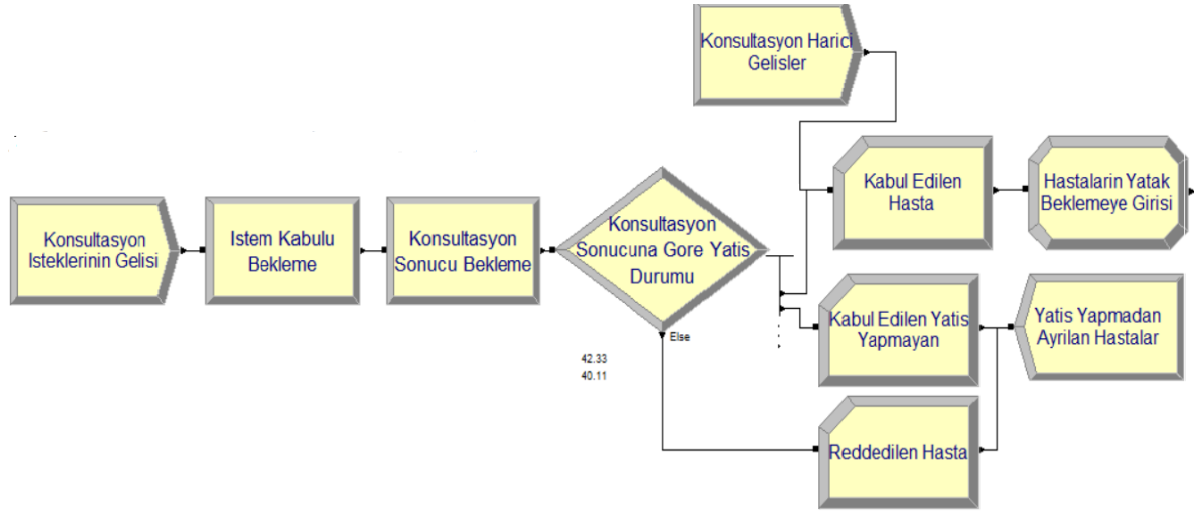 Konsultasyon Harici
Gelisler
Konsultasyon
Isteklerinin Gelisi
Istem Kabulu
Bekleme
Konsultasyon
Sonucu Bekleme
Konsultasyon
Sonucuna Gore Yatis
Durumu
Else
42.33
40.11
Kabul Edilen
Hasta
Hastalarin Yatak
Beklemeye Girisi
Kabul Edilen Yatis
Yapmayan
Yatis Yapmadan
Ayrilan Hastalar
Reddedilen Hasta